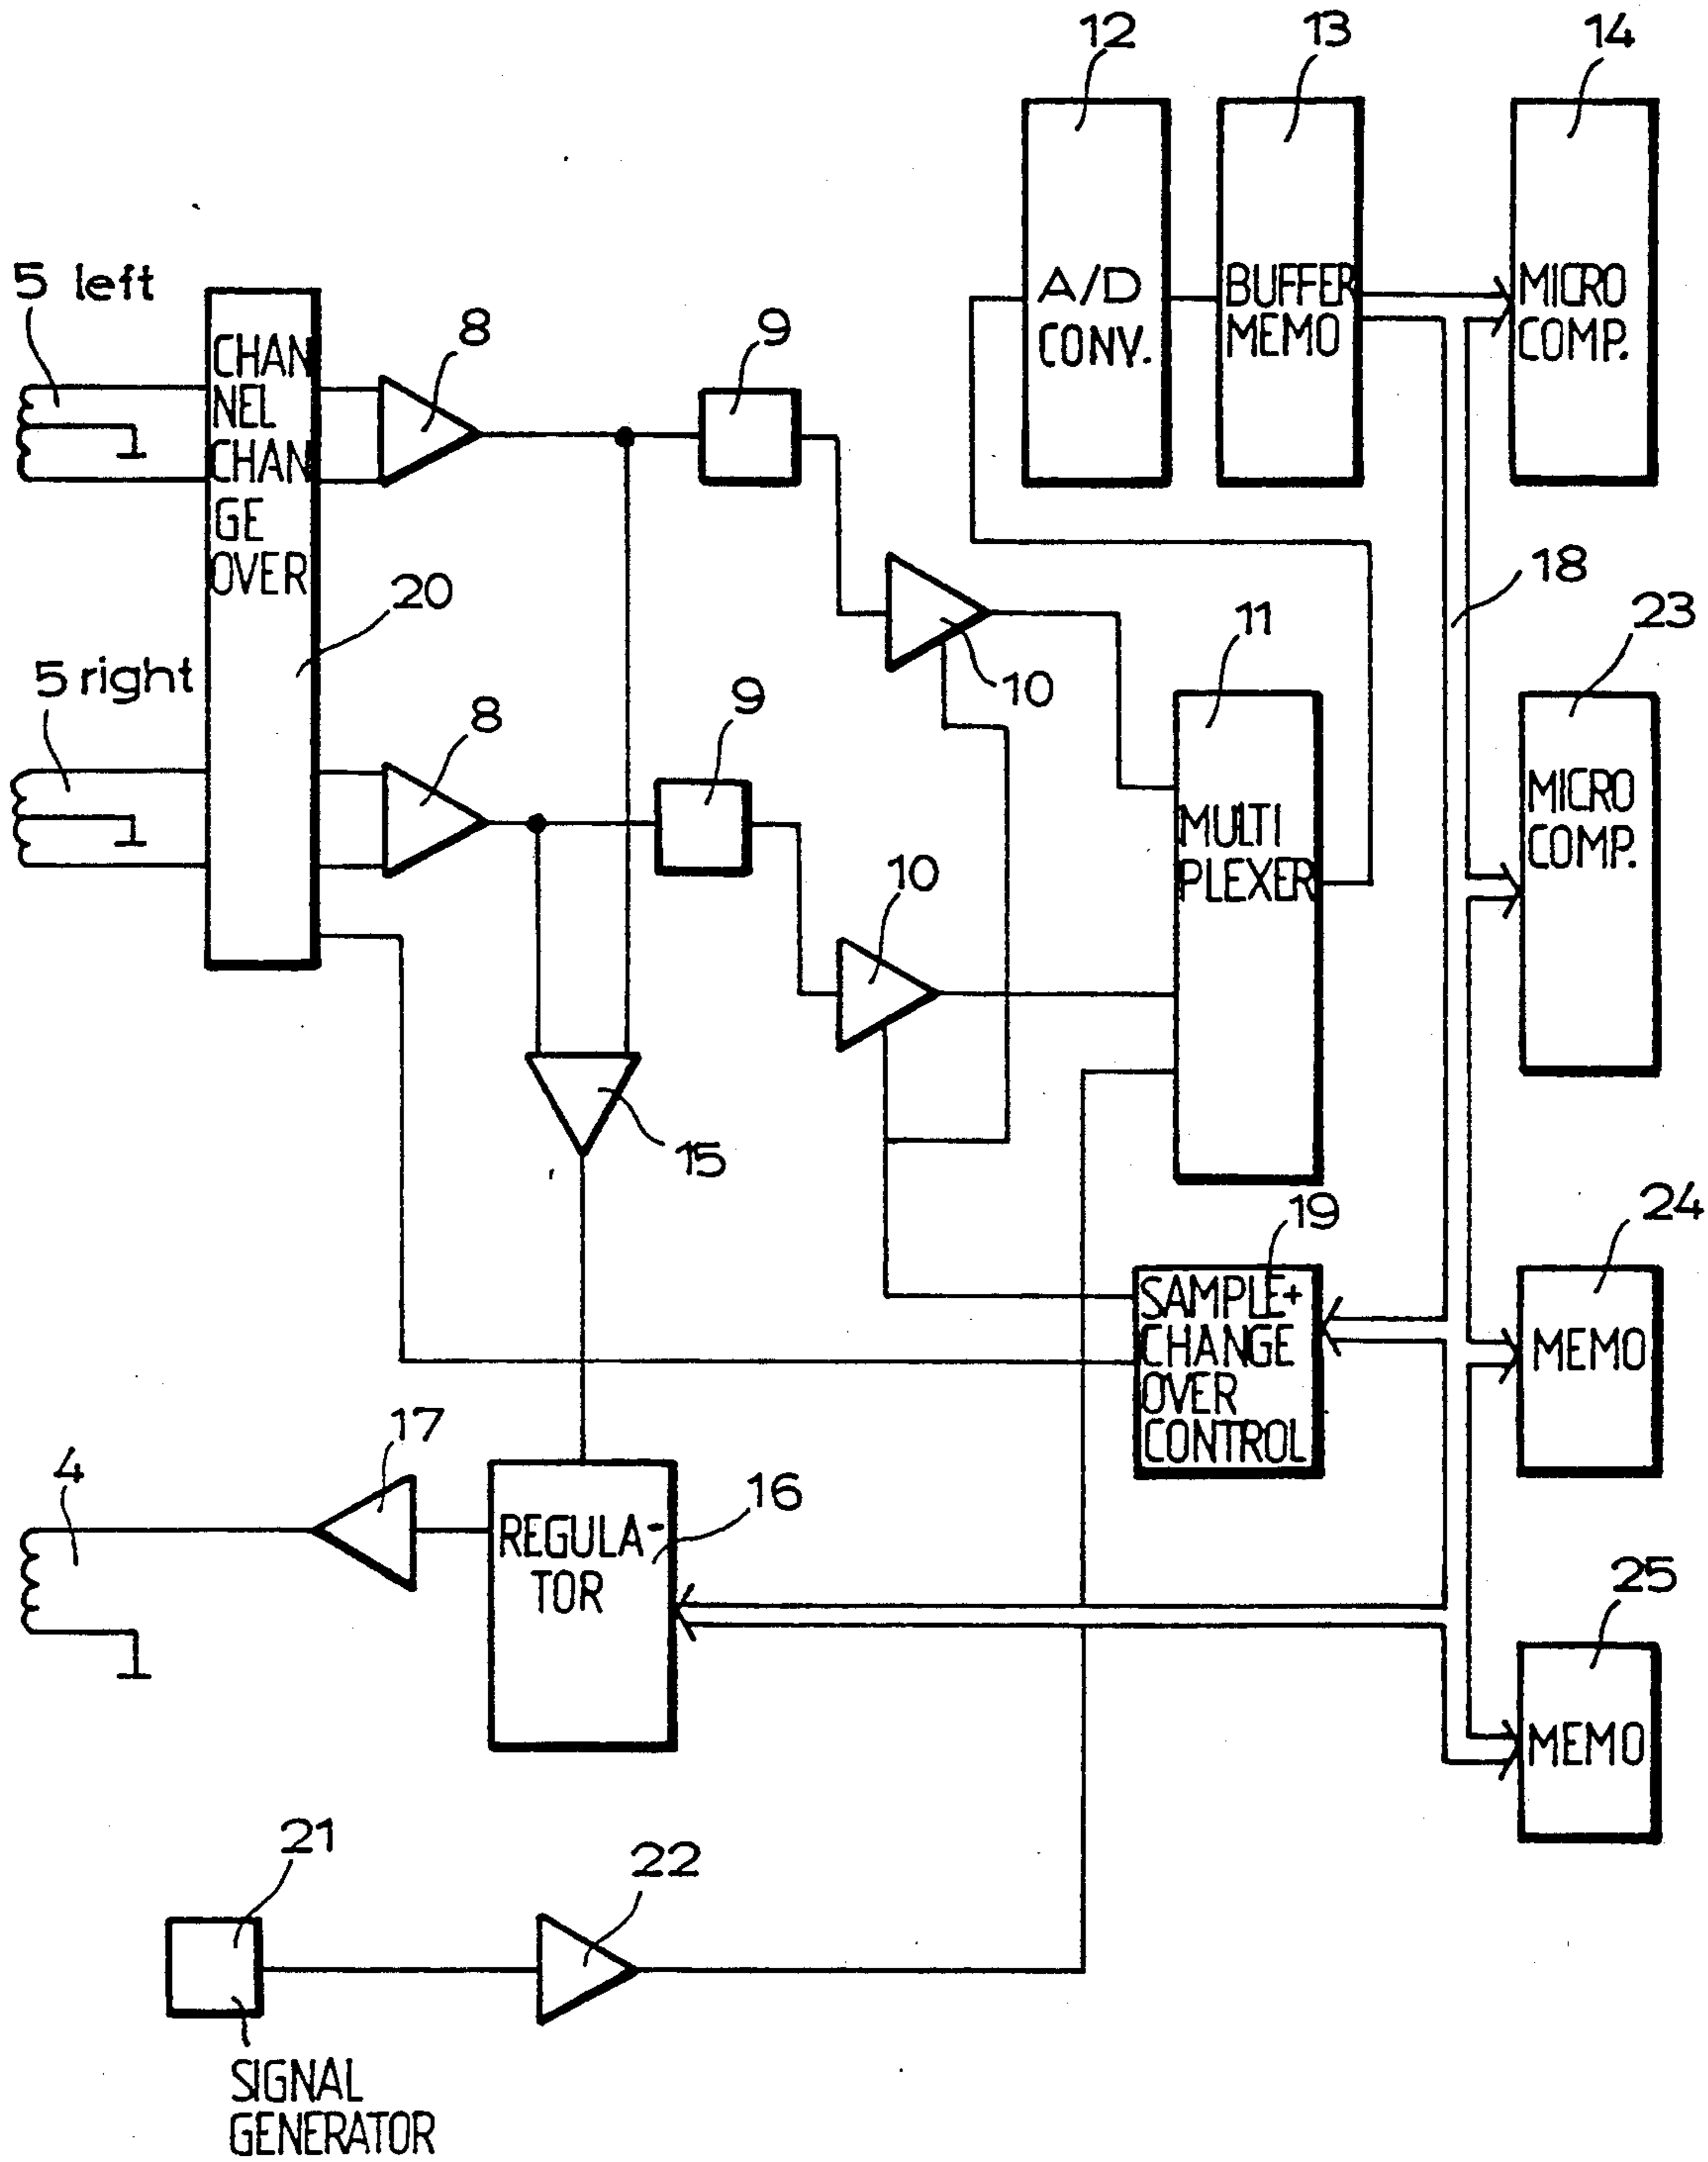 12
13
14
5 left
8
9
A/D
CONV.
BUFFER
MEMO
MICRO
COMP.
CHAN
NEL
CHAN
GE
OVER
20
18
11
23
5 right
8
9
10
10
MULTI
PLEXER
MICRO
COMP.
15
19
24
SAMPLE+
CHANGE
OVER
CONTROL
MEMO
17
4
16
REGULA-
TOR
25
MEMO
21
22
SIGNAL
GENERATOR